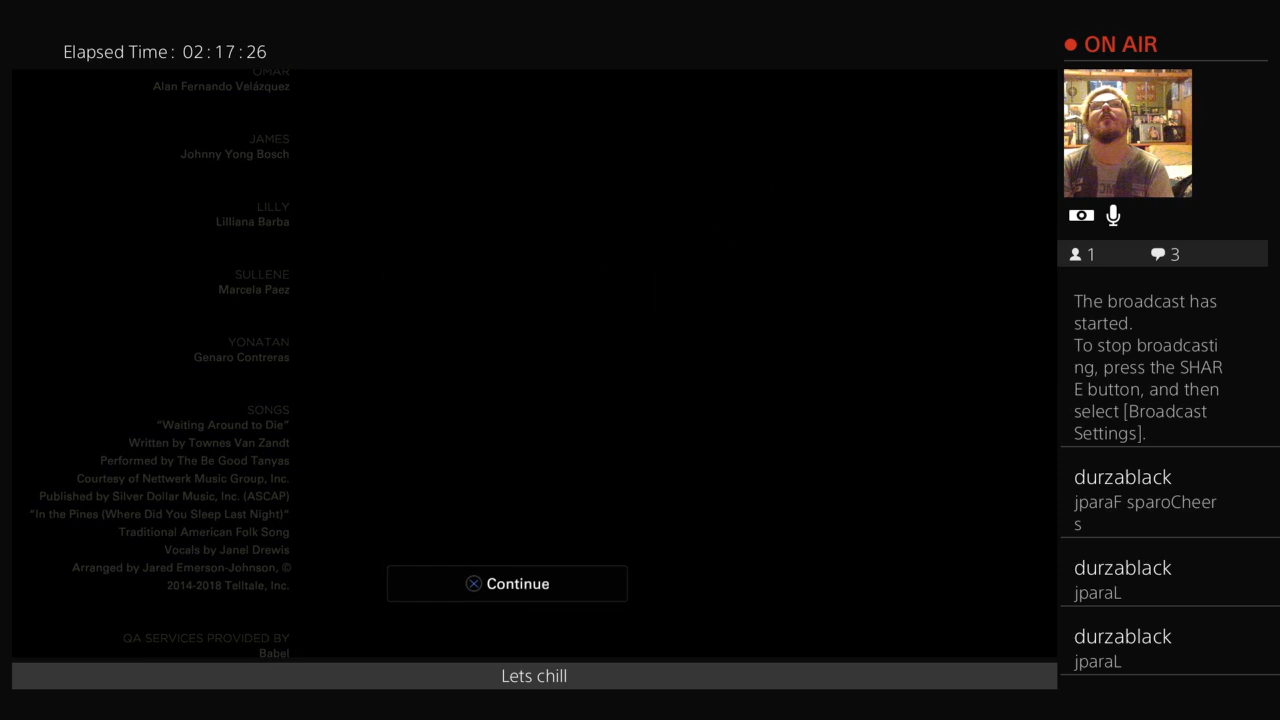 Elapsed Time: 02:17:26
ON AIR
OMAR
Alan Fernando Velázquez
JAMES
Johnny Yong Bosch
LILLY
Lilliana Barba
SULLENE
Marcela Paez
YONATAN
Genaro Contreras
SONGS
"Waiting Around to Die"
Written by Townes Van Zandt
Performed by The Be Good Tanyas
Courtesy of Nettwerk Music Group, Inc.
Published by Silver Dollar Music, Inc. (ASCAP)
"In the Pines (Where Did You Sleep Last Night)"
Traditional American Folk Song
Vocals by Janel Drewis
Arranged by Jared Emerson-Johnson, ©
2014-2018 Telltale, Inc.
QA SERVICES PROVIDED BY
Babel
Continue
Lets chill
1
3
The broadcast has
started.
To stop broadcasti
ng, press the SHAR
E button, and then
select [Broadcast
Settings].
durzablack
jparaF sparoCheer
s
durzablack
jparaL
durzablack
jparaL